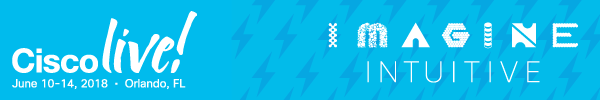 Cisco live!
June 10-14, 2018 · Orlando, FL
IMAGINE
INTUITIVE